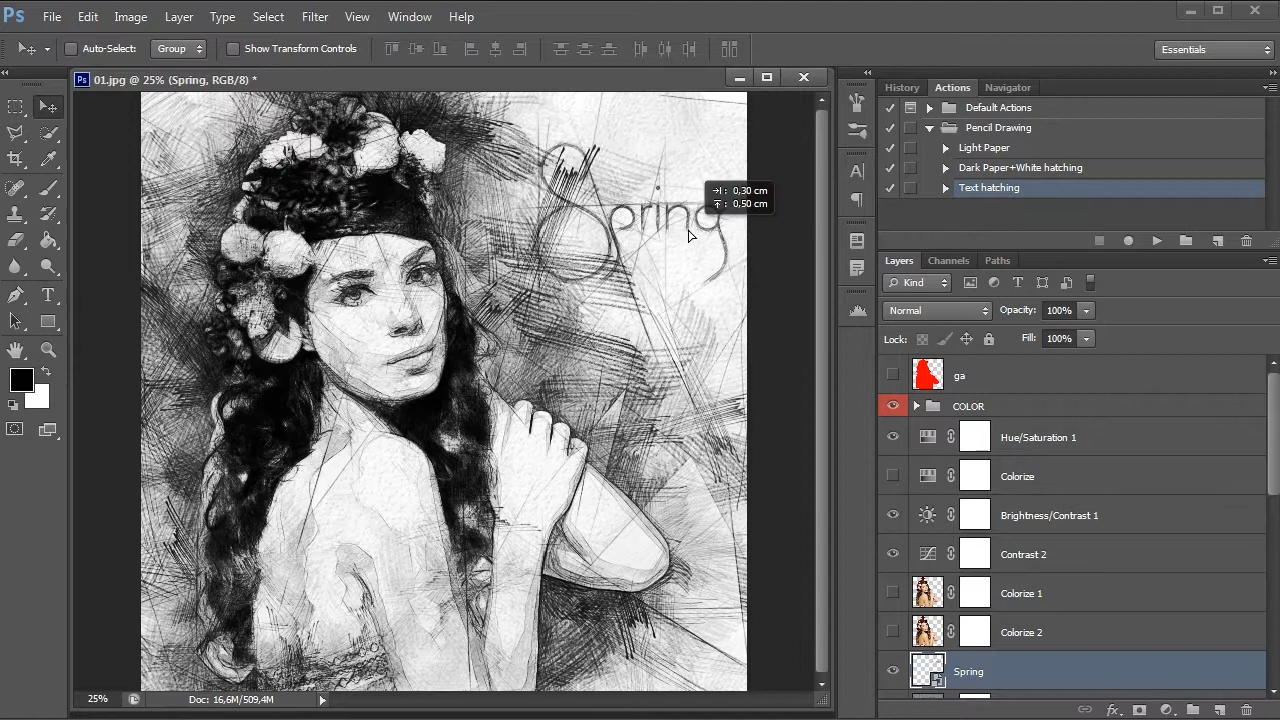 Ps File Edit Image Layer Type Select Filter View Window Help
Auto-Select: Group Show Transform Controls Essentials
Ps 01.jpg @ 25% (Spring, RGB/8) *
Spring
→|: 0,30 cm
0,50 cm
25% Doc: 16,6M/509,4M
History Actions Navigator
Default Actions
Pencil Drawing
Light Paper
Dark Paper+White hatching
Text hatching
Layers Channels Paths
Kind
Normal Opacity: 100%
Lock: Fill: 100%
ga
COLOR
Hue/Saturation 1
Colorize
Brightness/Contrast 1
Contrast 2
Colorize 1
Colorize 2
Spring